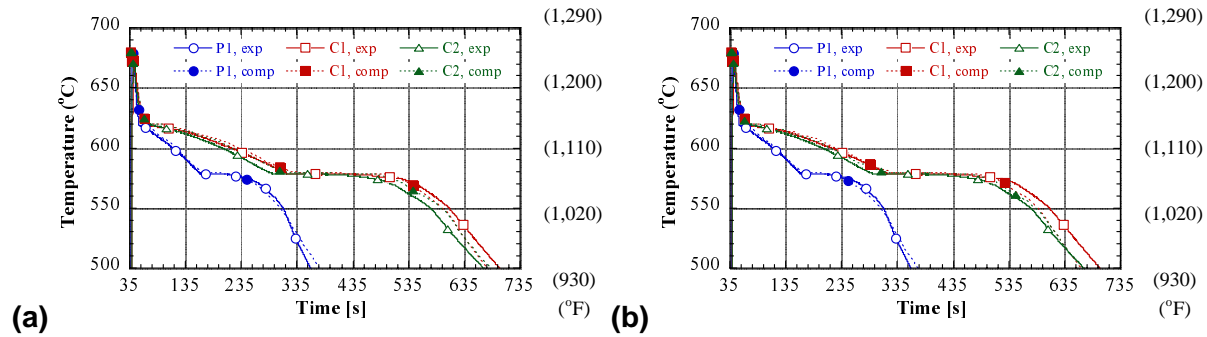 700
650
600
550
500
Temperature (°C)
P1, exp
C1, exp
C2, exp
P1, comp
C1, comp
C2, comp
35 135 235 335 435 535 635 735
Time [s]
(1,290)
(1,200)
(1,110)
(1,020)
(930)
(°F)
(a)
700
650
600
550
500
Temperature (°C)
P1, exp
C1, exp
C2, exp
P1, comp
C1, comp
C2, comp
35 135 235 335 435 535 635 735
Time [s]
(1,290)
(1,200)
(1,110)
(1,020)
(930)
(°F)
(b)